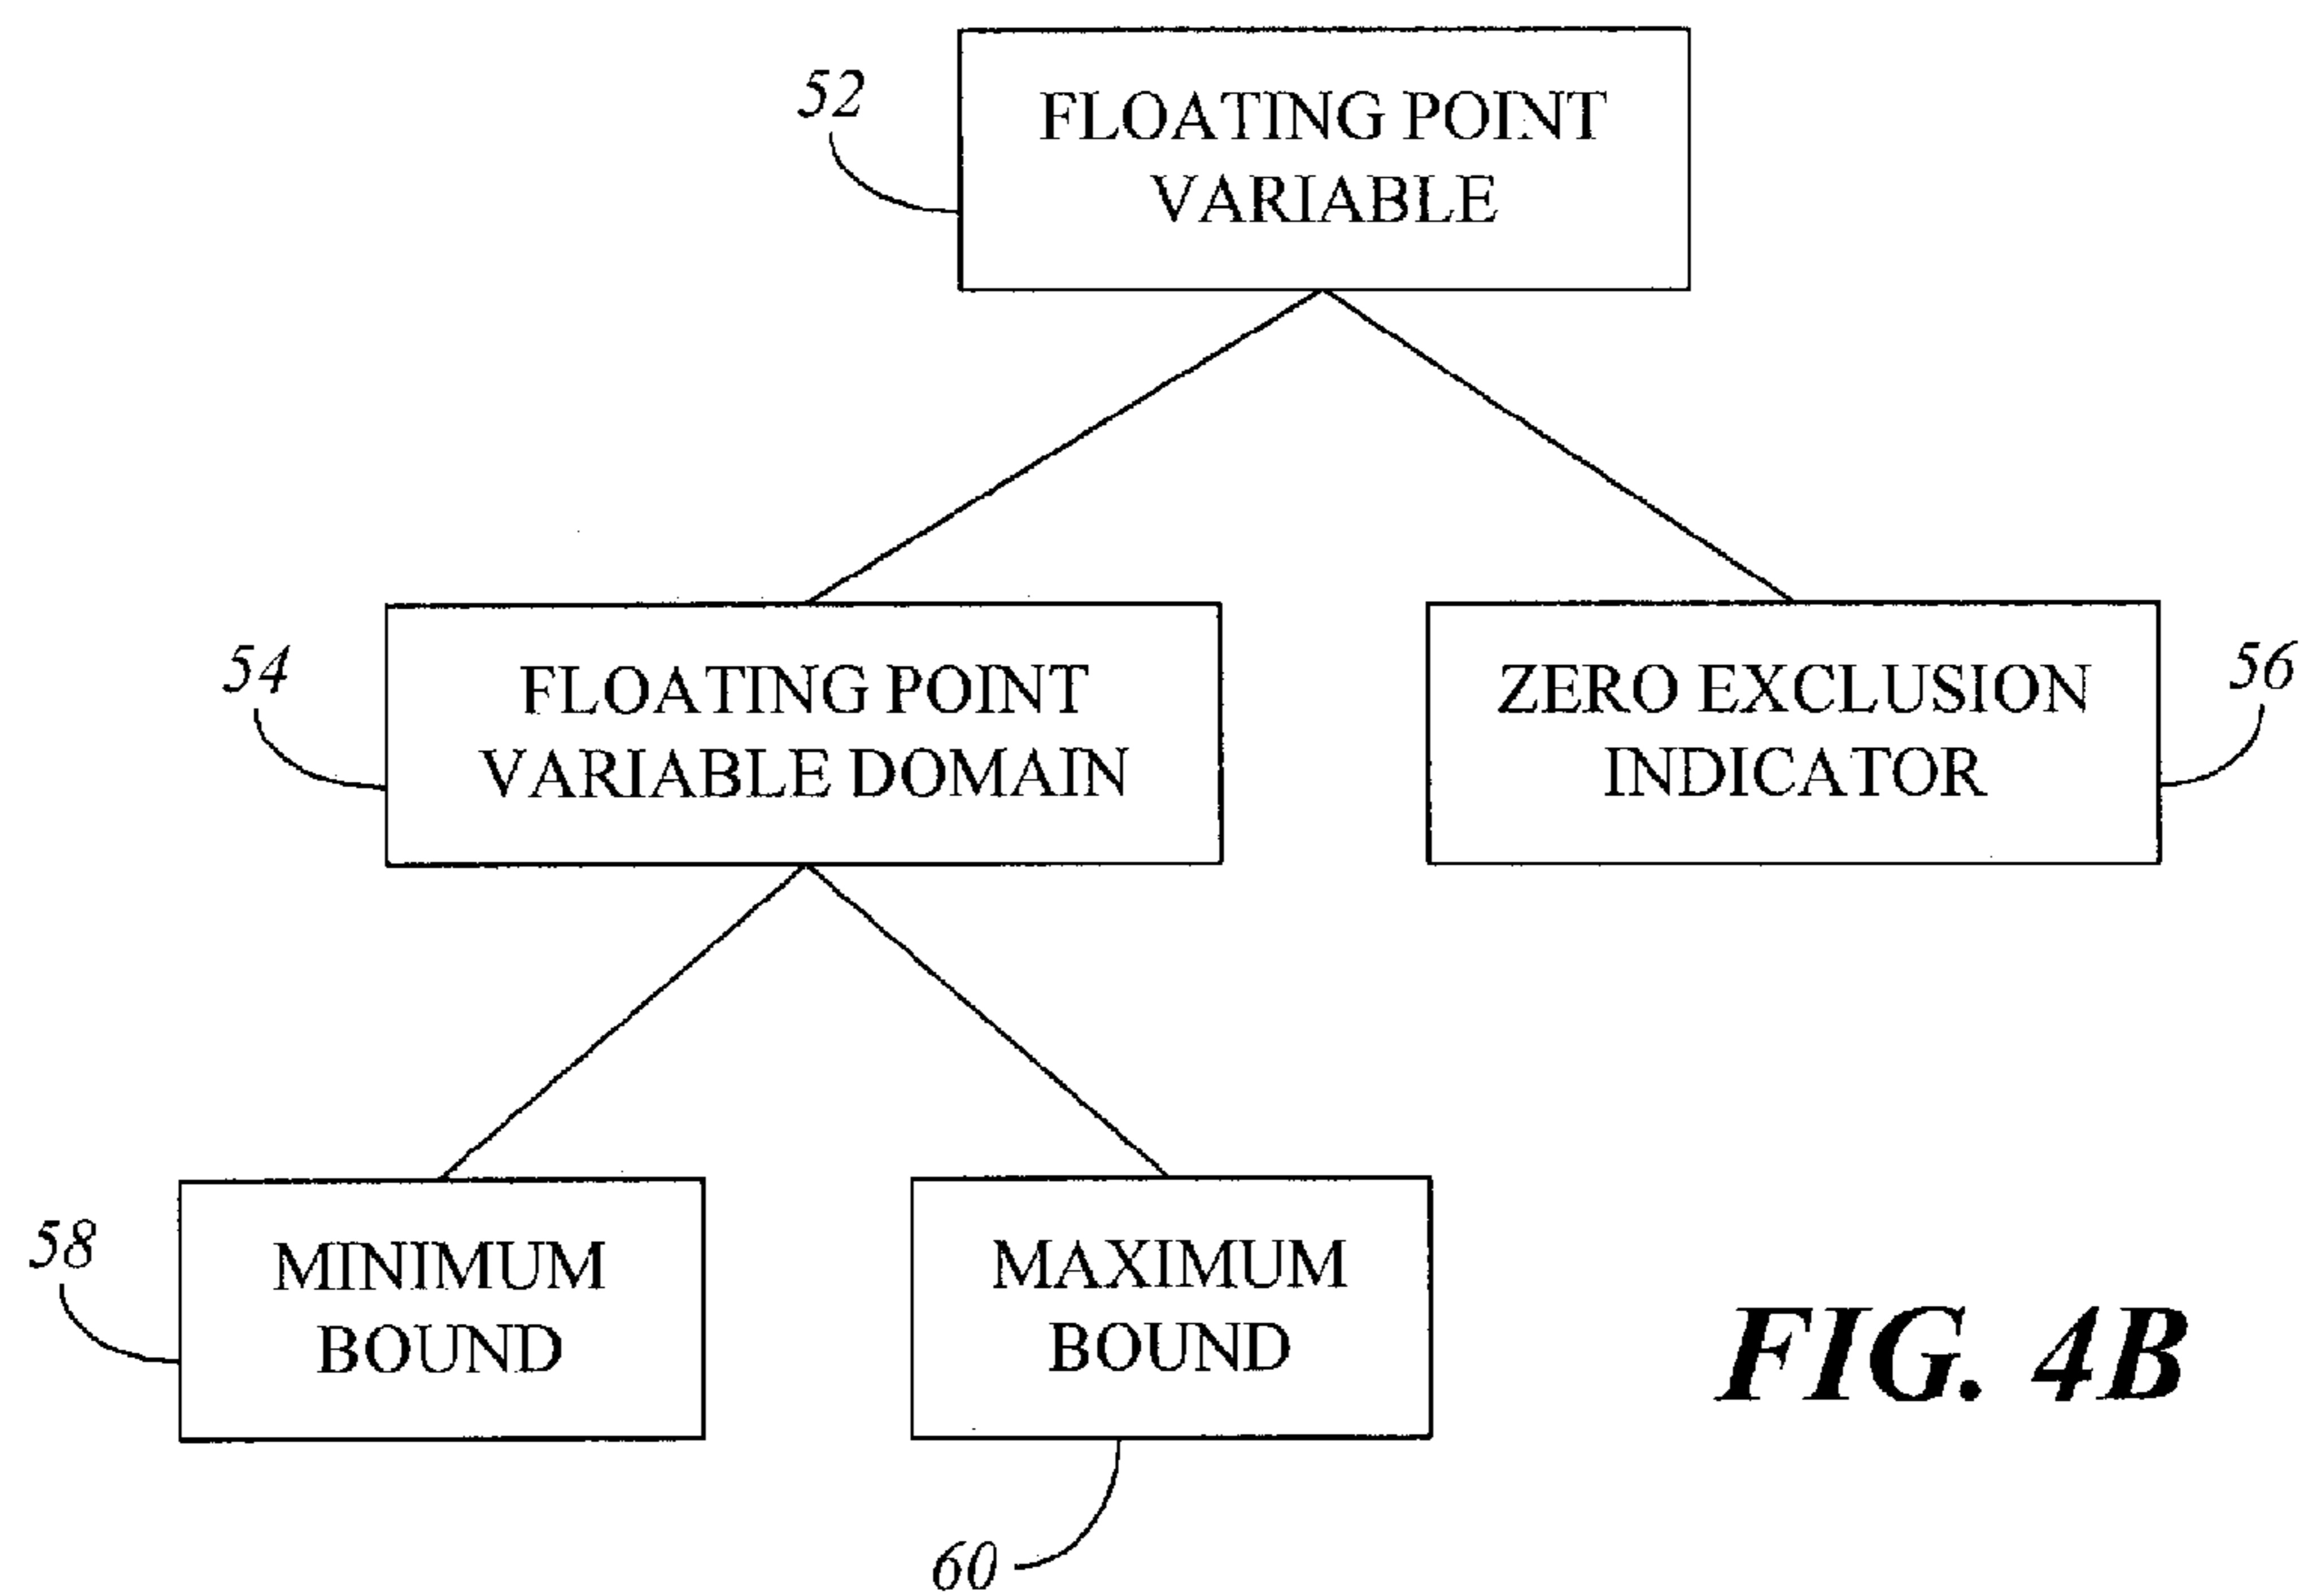 52
FLOATING POINT
VARIABLE
54
FLOATING POINT
VARIABLE DOMAIN
ZERO EXCLUSION
INDICATOR
56
58
MINIMUM
BOUND
MAXIMUM
BOUND
60
FIG. 4B